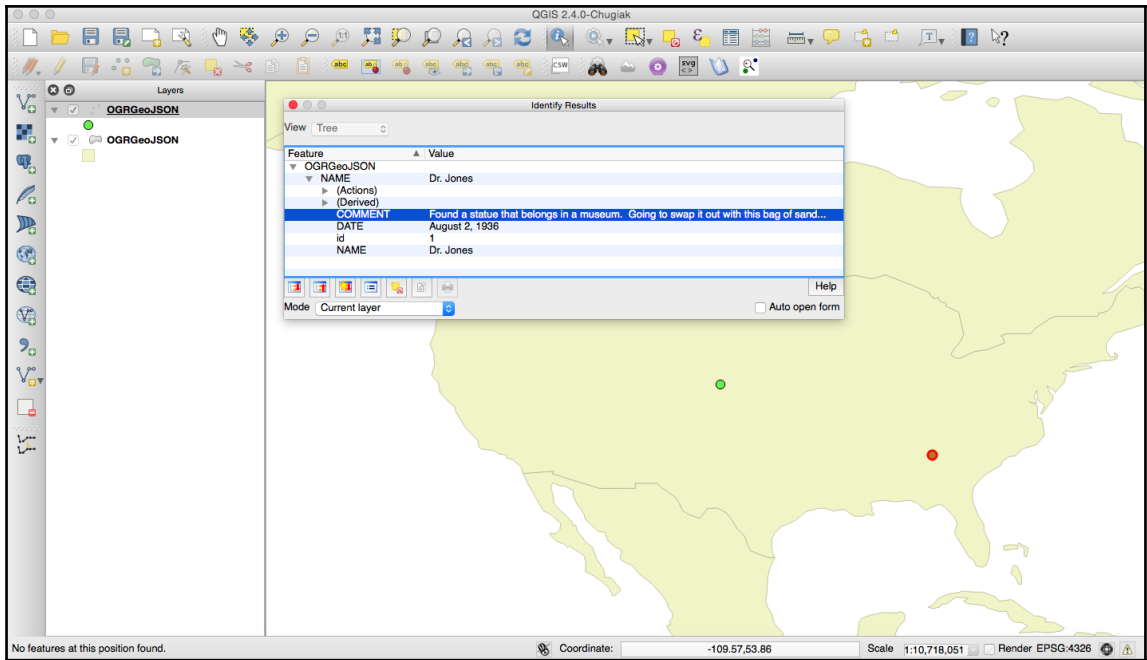 QGIS 2.4.0-Chugiak
Layers
OGRGeoJSON
OGRGeoJSON
Identify Results
View Tree
Feature Value
OGRGeoJSON
NAME Dr. Jones
(Actions)
(Derived)
COMMENT Found a statue that belongs in a museum.  Going to swap it out with this bag of sand...
DATE August 2, 1936
id 1
NAME Dr. Jones
Help
Mode Current layer Auto open form
No features at this position found. Coordinate: -109.57,53.86 Scale 1:10,718,051 Render EPSG:4326